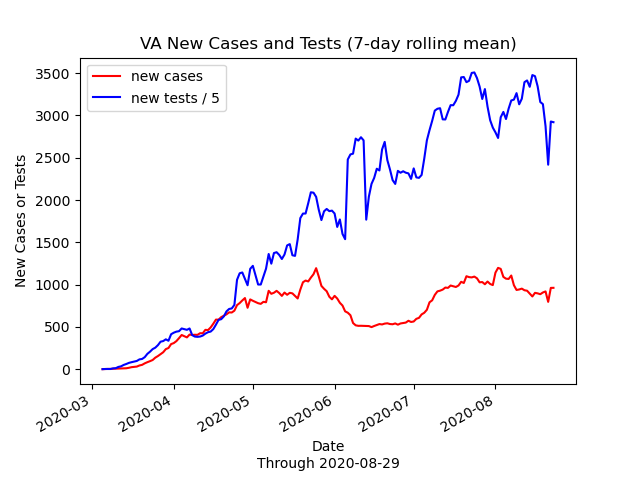 VA New Cases and Tests (7-day rolling mean)
new cases
new tests / 5
New Cases or Tests
3500
3000
2500
2000
1500
1000
500
0
2020-03
2020-04
2020-05
2020-06
2020-07
2020-08
Date
Through 2020-08-29